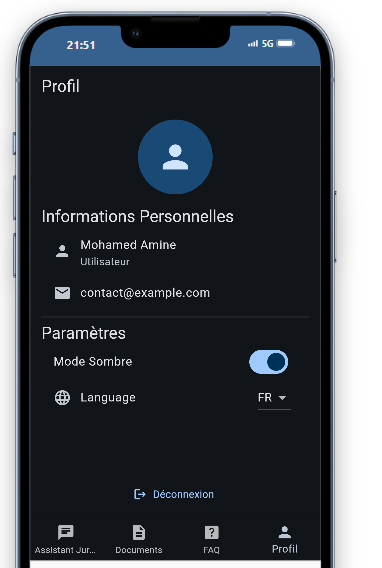 21:51 5G
Profil
Informations Personnelles
Mohamed Amine
Utilisateur
contact@example.com
Paramètres
Mode Sombre
Language FR
Déconnexion
Assistant Jur... Documents FAQ Profil